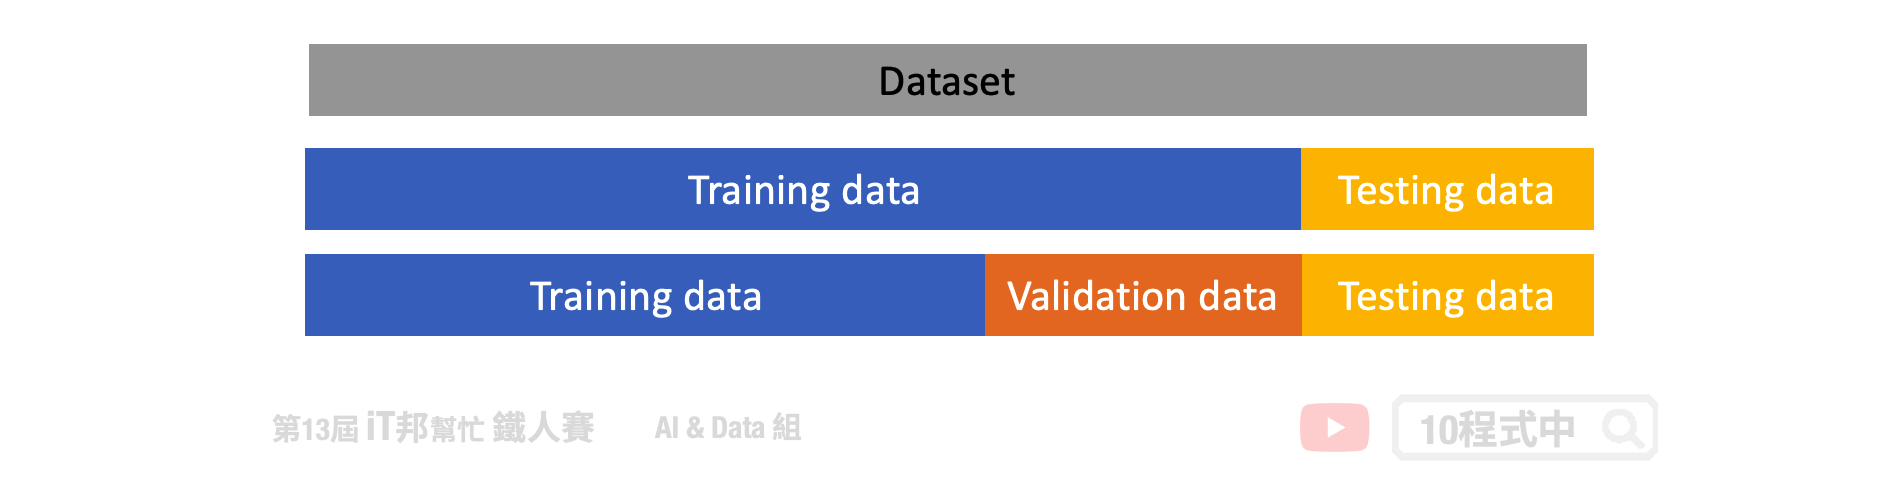 Dataset
Training data Testing data
Training data Validation data Testing data
第13屆 iT邦幫忙 鐵人賽 AI & Data 組 10程式中